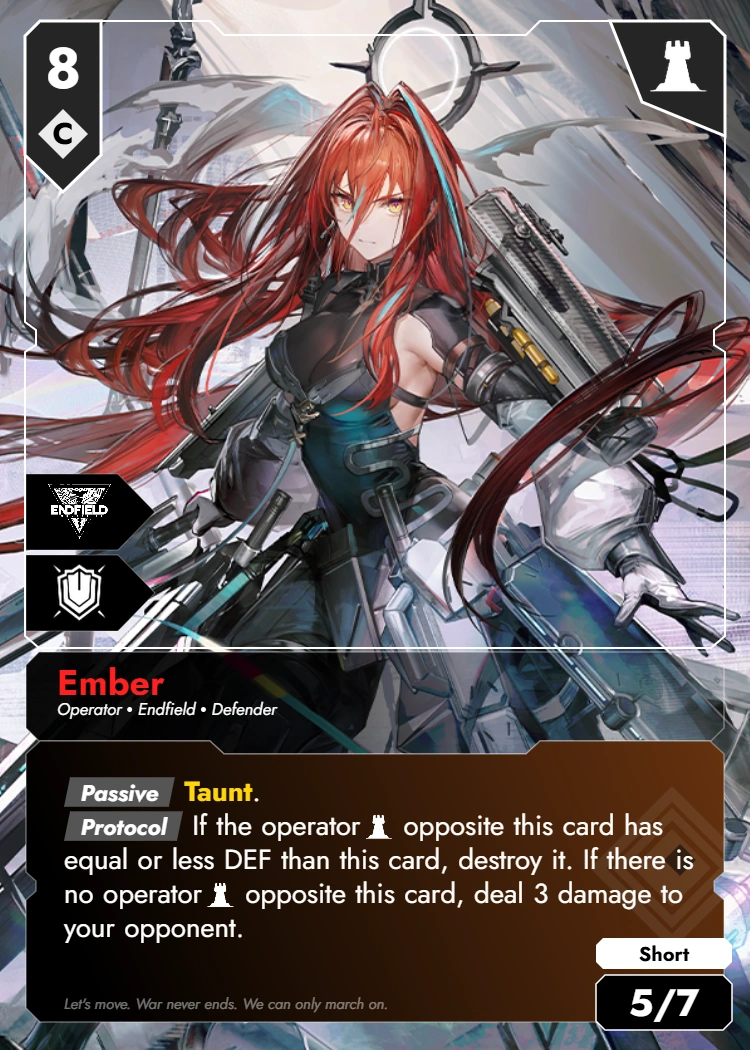 8
C
ENDFIELD
Ember
Operator • Endfield • Defender
Passive Taunt.
Protocol If the operator opposite this card has
equal or less DEF than this card, destroy it. If there is
no operator opposite this card, deal 3 damage to
your opponent.
Short
Let's move. War never ends. We can only march on.
5/7